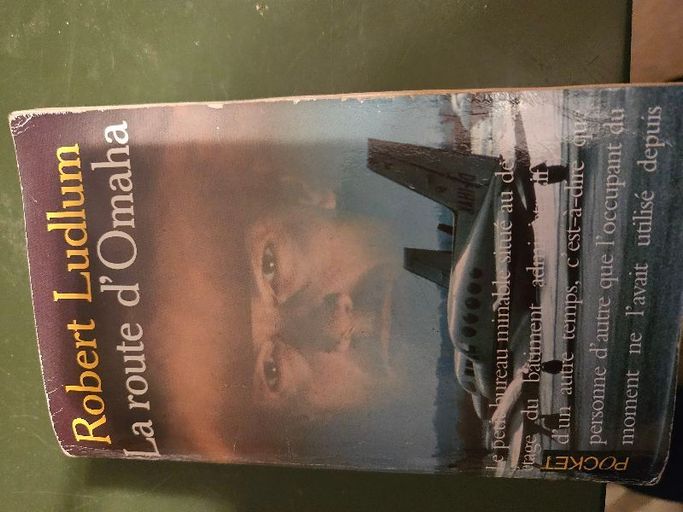 Robert Ludlum
La route d'Omaha
Le petit bureau minable situé au de
étage du bâtiment
d'un autre temps, c'est-à-dire que
personne d'autre que l'occupant du
moment ne l'avait utilisé depuis
POCKET